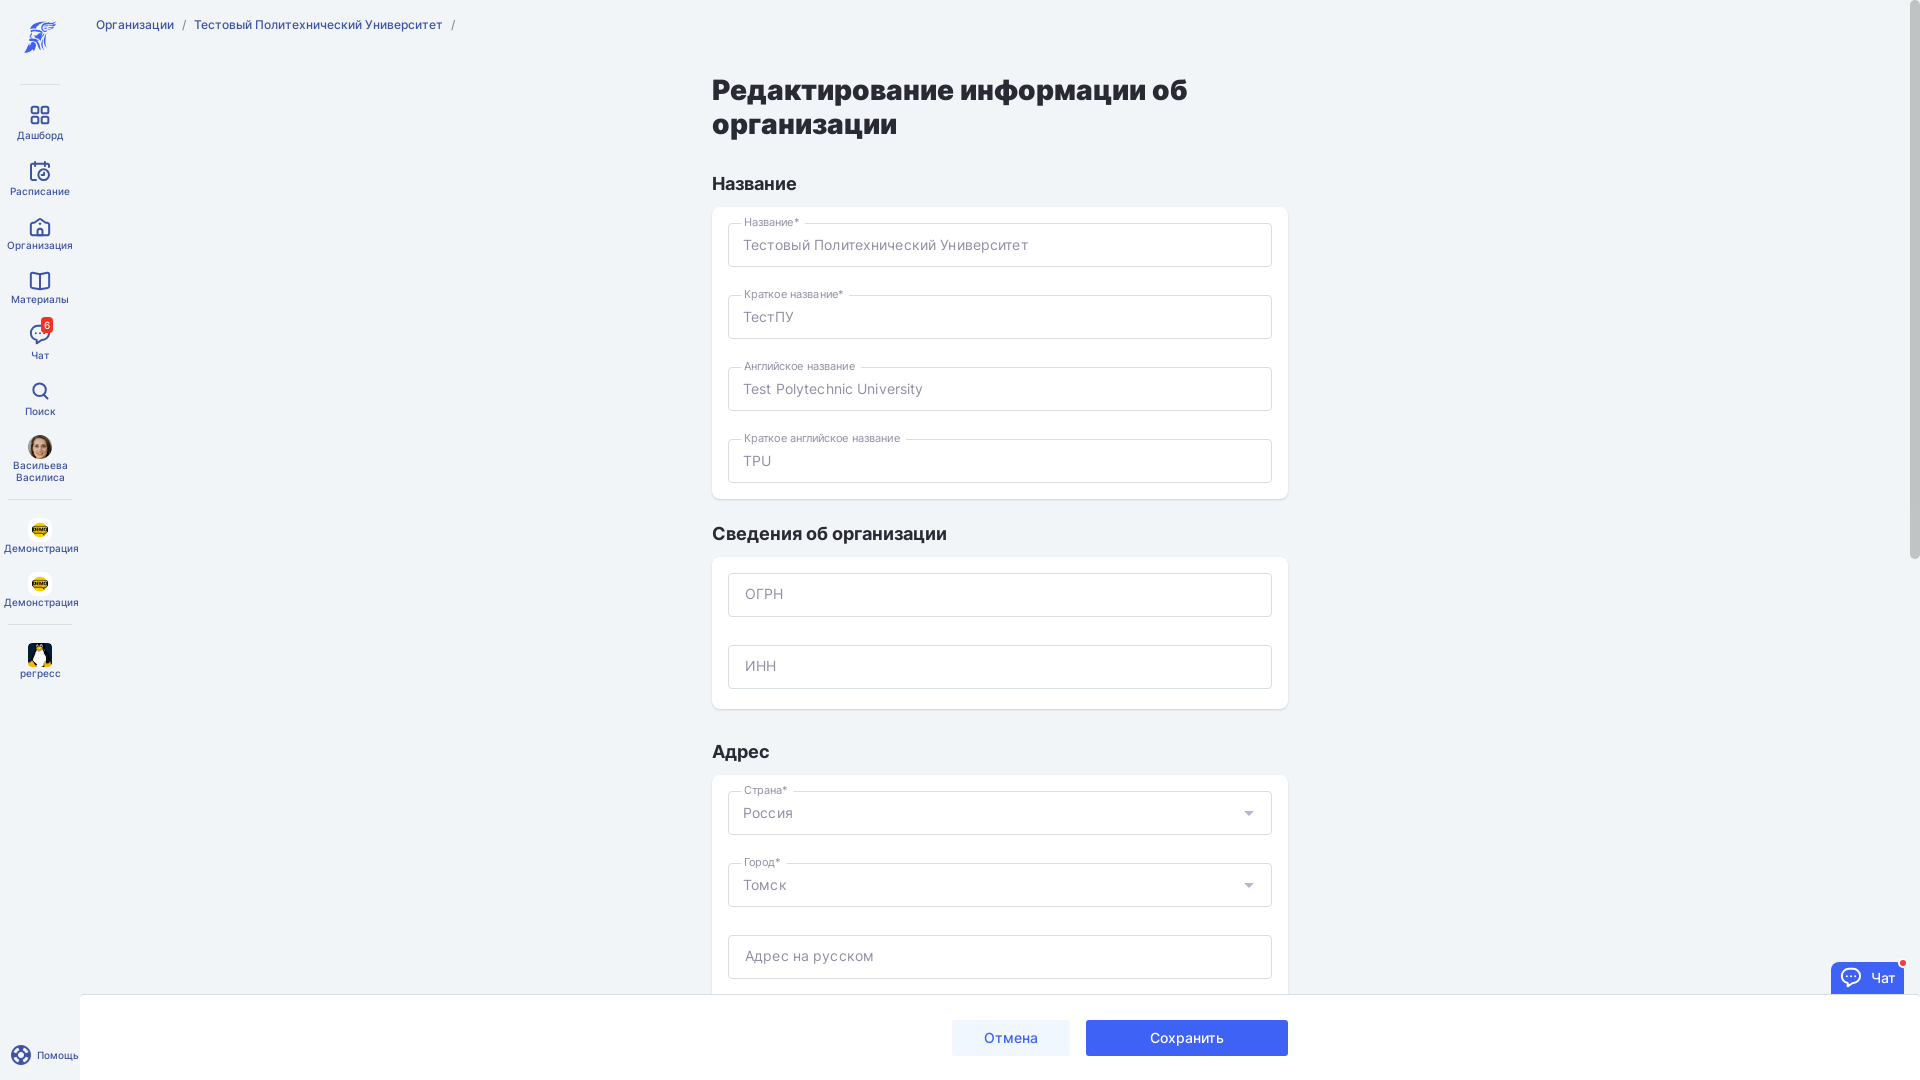 Организации / Тестовый Политехнический Университет /
Дашборд
Расписание
Организация
Материалы
6
Чат
Поиск
Васильева
Василиса
DEMO
Демонстрация
DEMO
Демонстрация
регресс
Помощь
Редактирование информации об
организации
Название
Название*
Тестовый Политехнический Университет
Краткое название*
ТестПУ
Английское название
Test Polytechnic University
Краткое английское название
TPU
Сведения об организации
ОГРН
ИНН
Адрес
Страна*
Россия
Город*
Томск
Адрес на русском
Чат
Отмена
Сохранить